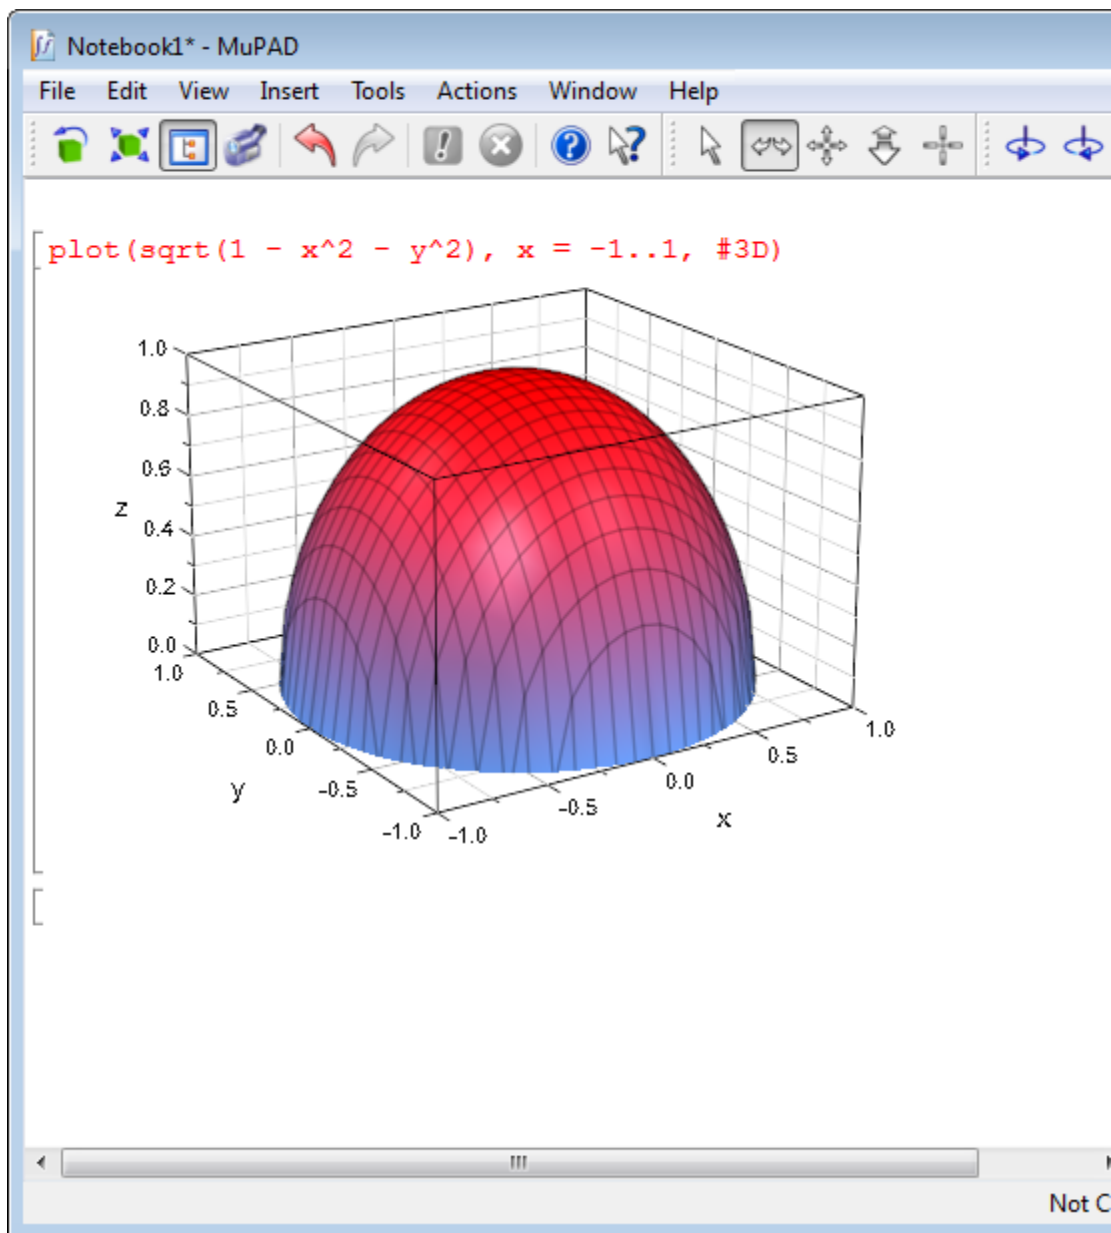 Notebook1* - MuPAD
File Edit View Insert Tools Actions Window Help
plot(sqrt(1 - x^2 - y^2), x = -1..1, #3D)
1.0
0.8
0.6
z
0.4
0.2
0.0
1.0
0.5
0.0
y
-0.5
-1.0
-1.0
-0.5
x
0.0
0.5
1.0
Not C